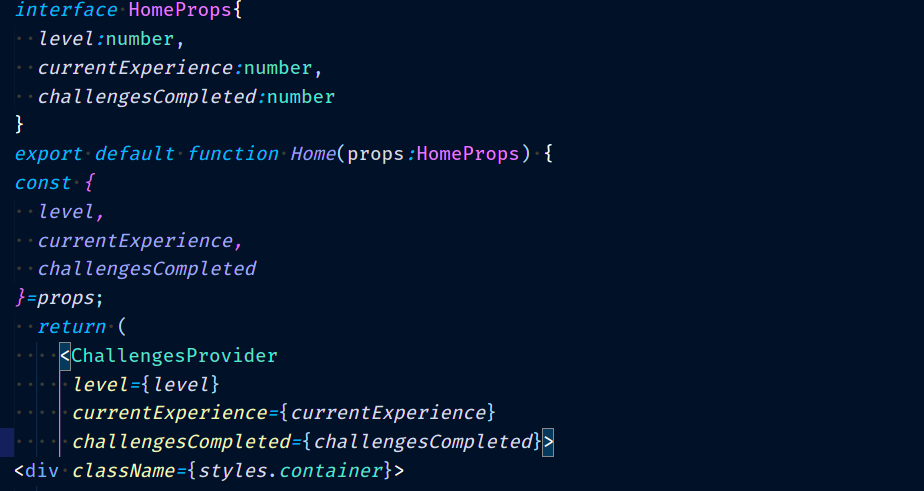 interface HomeProps{
  level:number,
  currentExperience:number,
  challengesCompleted:number
}
export default function Home(props:HomeProps) {
const {
  level,
  currentExperience,
  challengesCompleted
}=props;
  return (
    <ChallengesProvider
     level={level}
     currentExperience={currentExperience}
     challengesCompleted={challengesCompleted}>
<div className={styles.container}>